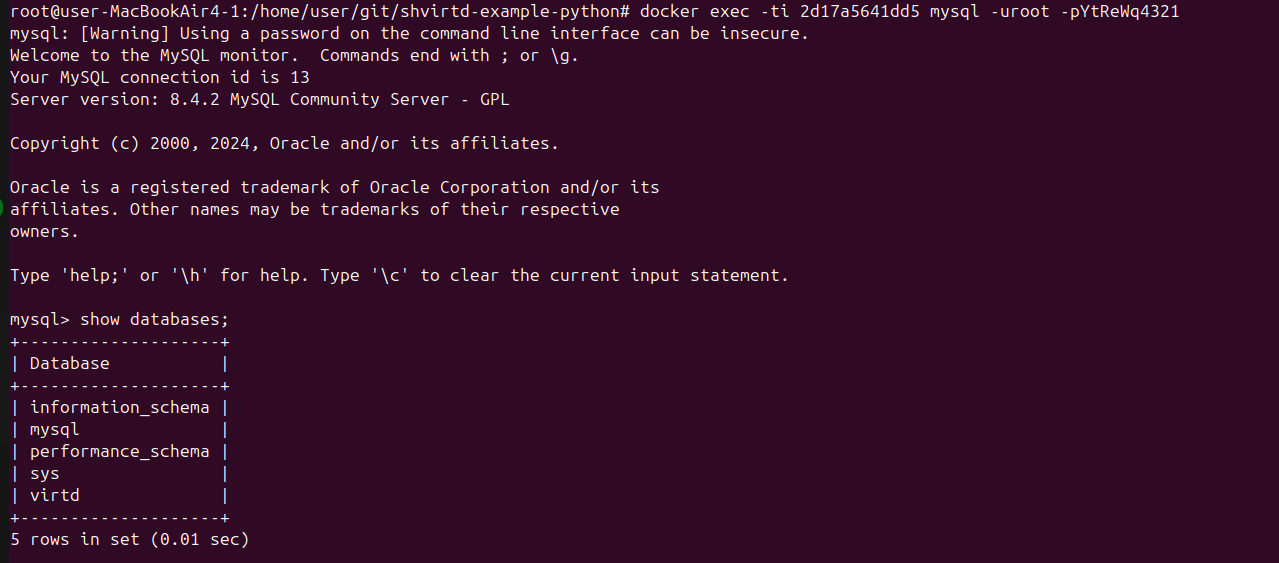 root@user-MacBookAir4-1:/home/user/git/shvirtd-example-python# docker exec -ti 2d17a5641dd5 mysql -uroot -pYtReWq4321
mysql: [Warning] Using a password on the command line interface can be insecure.
Welcome to the MySQL monitor.  Commands end with ; or \g.
Your MySQL connection id is 13
Server version: 8.4.2 MySQL Community Server - GPL

Copyright (c) 2000, 2024, Oracle and/or its affiliates.

Oracle is a registered trademark of Oracle Corporation and/or its
affiliates. Other names may be trademarks of their respective
owners.

Type 'help;' or '\h' for help. Type '\c' to clear the current input statement.

mysql> show databases;
+--------------------+
| Database           |
+--------------------+
| information_schema |
| mysql              |
| performance_schema |
| sys                |
| virtd              |
+--------------------+
5 rows in set (0.01 sec)